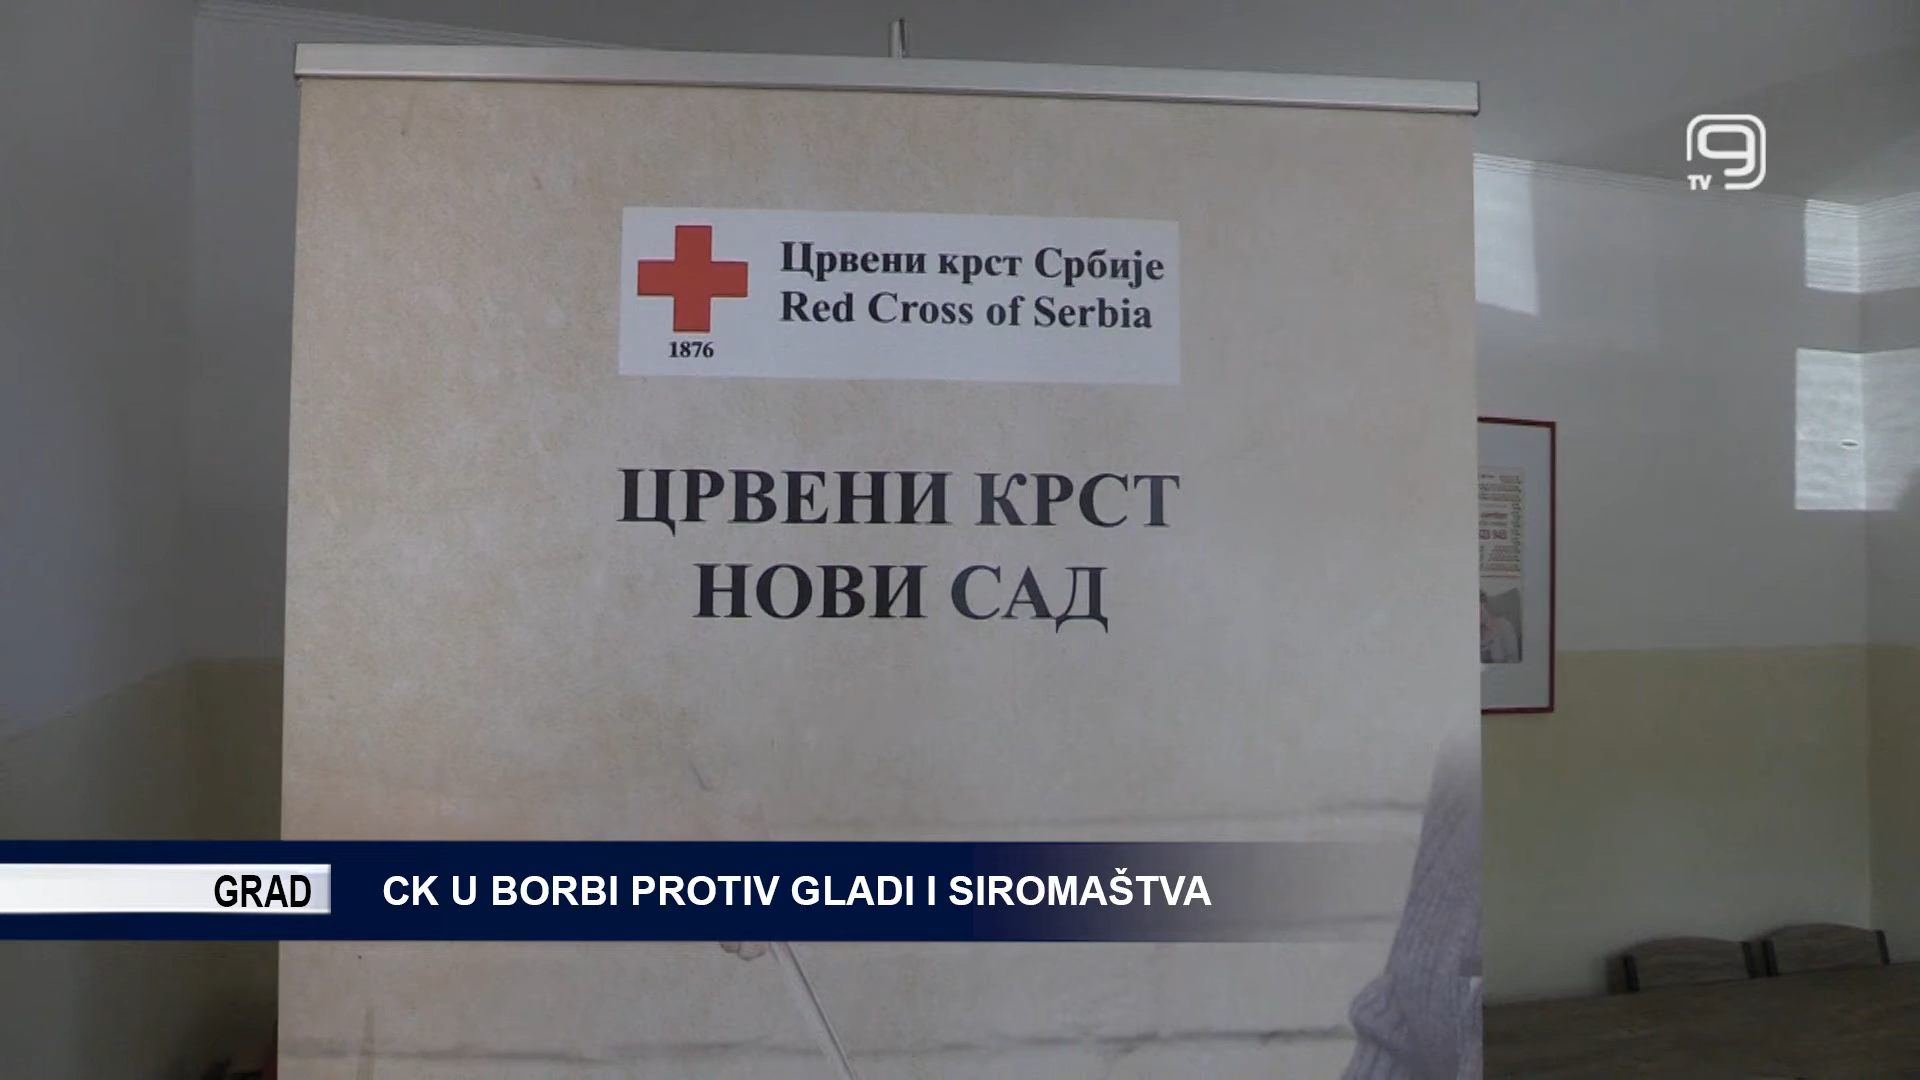 9
TV
Црвени крст Србије
Red Cross of Serbia
1876
ЦРВЕНИ КРСТ
НОВИ САД
GRAD
CK U BORBI PROTIV GLADI I SIROMAŠTVA